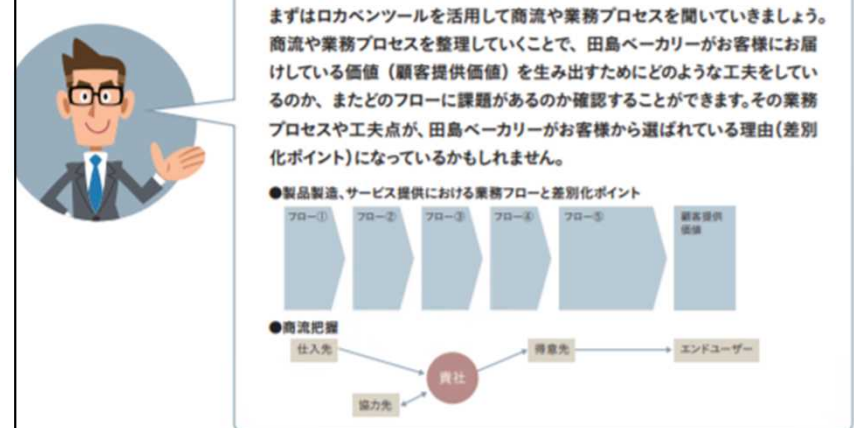 まずはロカベンツールを活用して商流や業務プロセスを聞いていきましょう。
商流や業務プロセスを整理していくことで、田島ベーカリーがお客様にお届
けしている価値（顧客提供価値）を生み出すためにどのような工夫をしてい
るのか、またどのフローに課題があるのか確認することができます。その業務
プロセスや工夫点が、田島ベーカリーがお客様から選ばれている理由（差別
化ポイント）になっているかもしれません。
●製品製造、サービス提供における業務フローと差別化ポイント
フロー① フロー② フロー③ フロー④ フロー⑤ 顧客提供
価値
●商流把握
仕入先 得意先 エンドユーザー
貴社
協力先